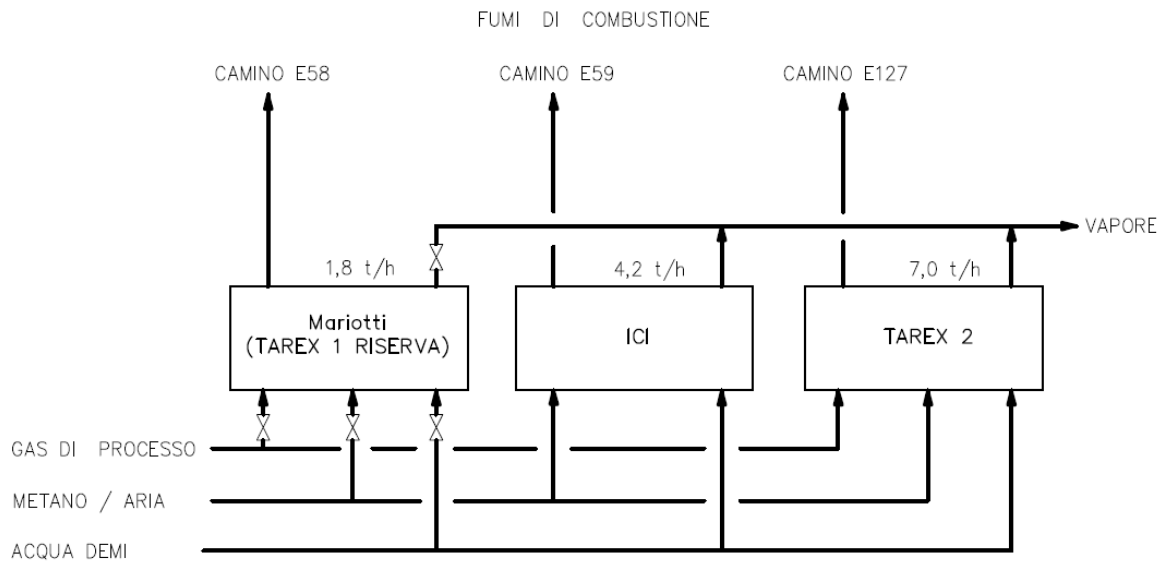 FUMI DI COMBUSTIONE
CAMINO E58
CAMINO E59
CAMINO E127
VAPORE
1,8 t/h
4,2 t/h
7,0 t/h
Mariotti
(TAREX 1 RISERVA)
ICI
TAREX 2
GAS DI PROCESSO
METANO / ARIA
ACQUA DEMI